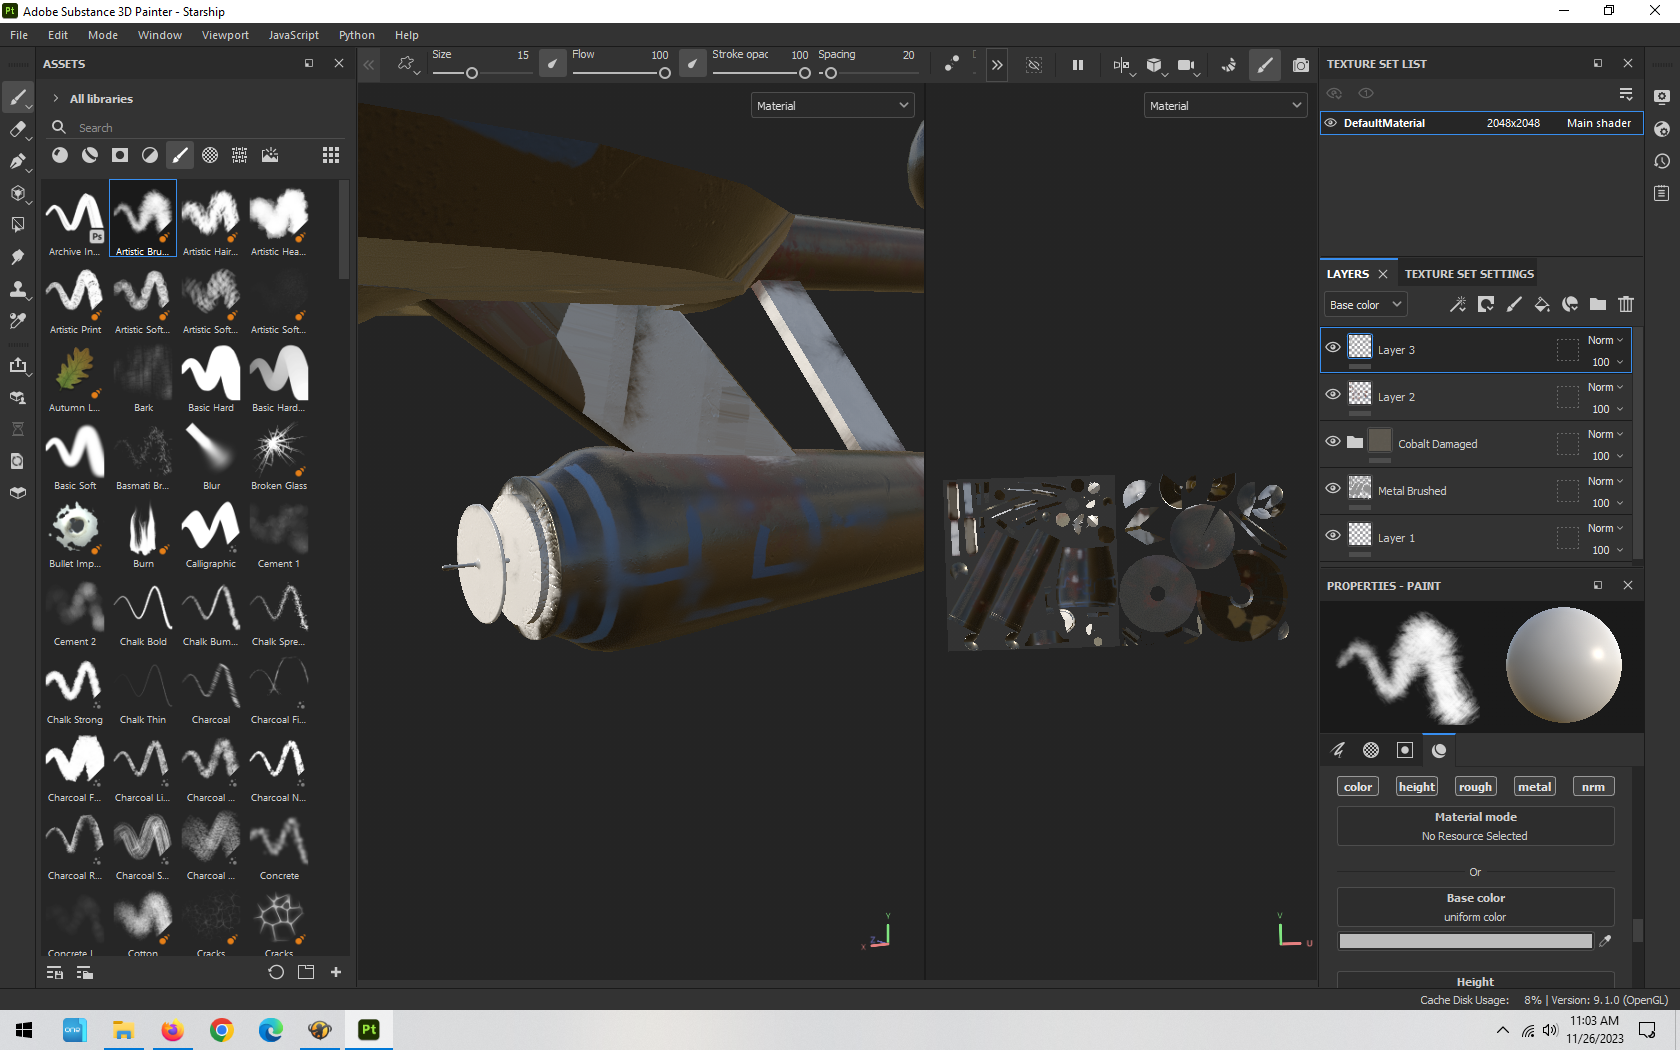 Pt Adobe Substance 3D Painter - Starship
File Edit Mode Window Viewport JavaScript Python Help
ASSETS
All libraries
Search
Archive In... Artistic Bru... Artistic Hair... Artistic Hea...
Ps
Artistic Print Artistic Soft... Artistic Soft... Artistic Soft...
Autumn L... Bark Basic Hard Basic Hard...
Basic Soft Basmati Br... Blur Broken Glass
Bullet Imp... Burn Calligraphic Cement 1
Cement 2 Chalk Bold Chalk Bum... Chalk Spre...
Chalk Strong Chalk Thin Charcoal Charcoal Fi...
Charcoal F... Charcoal Li... Charcoal ... Charcoal N...
Charcoal R... Charcoal S... Charcoal ... Concrete
Concrete L... Cotton Cracks Cracks
Size 15 Flow 100 Stroke opac 100 Spacing 20
Material
Material
Y
Z
X
V
U
TEXTURE SET LIST
DefaultMaterial 2048x2048 Main shader
LAYERS TEXTURE SET SETTINGS
Base color
Layer 3 Norm 100
Layer 2 Norm 100
Cobalt Damaged Norm 100
Metal Brushed Norm 100
Layer 1 Norm 100
PROPERTIES - PAINT
color height rough metal nrm
Material mode
No Resource Selected
Or
Base color
uniform color
Height
Cache Disk Usage: 8% | Version: 9.1.0 (OpenGL)
one
Pt
11:03 AM
11/26/2023